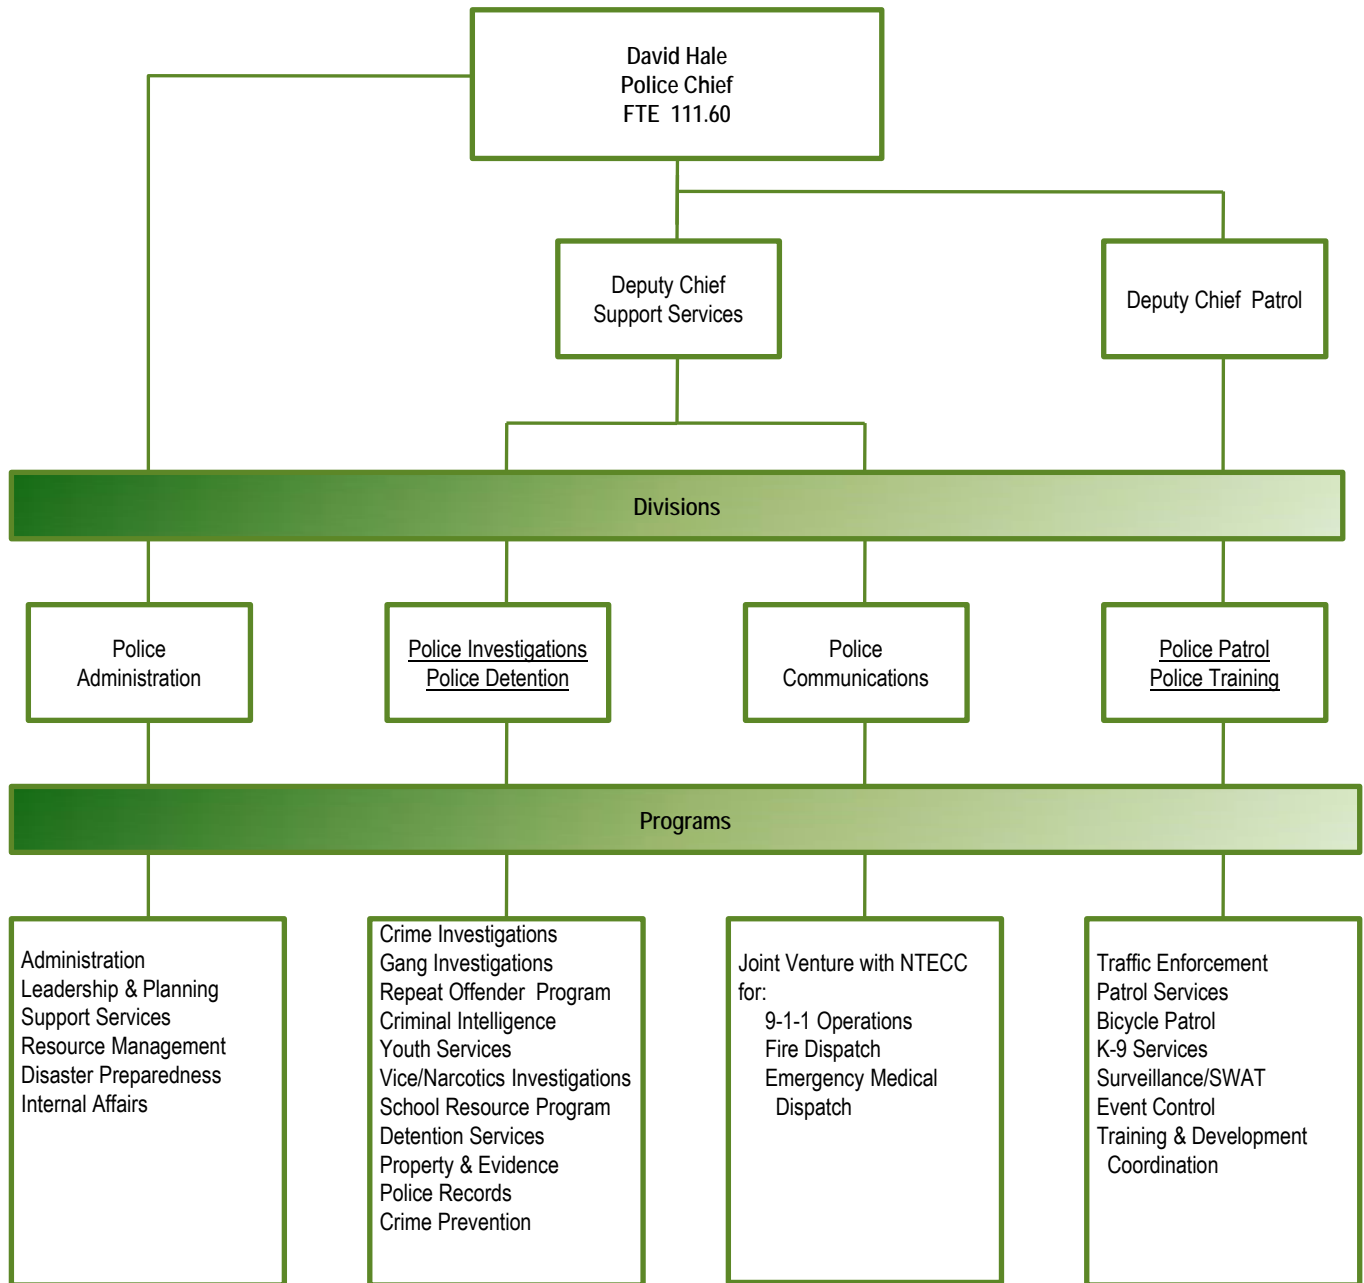 David Hale
Police Chief
FTE 111.60
Deputy Chief
Support Services
Deputy Chief Patrol
Divisions
Police
Administration
Police Investigations
Police Detention
Police
Communications
Police Patrol
Police Training
Programs
Administration
Leadership & Planning
Support Services
Resource Management
Disaster Preparedness
Internal Affairs
Crime Investigations
Gang Investigations
Repeat Offender Program
Criminal Intelligence
Youth Services
Vice/Narcotics Investigations
School Resource Program
Detention Services
Property & Evidence
Police Records
Crime Prevention
Joint Venture with NTECC
for:
9-1-1 Operations
Fire Dispatch
Emergency Medical
Dispatch
Traffic Enforcement
Patrol Services
Bicycle Patrol
K-9 Services
Surveillance/SWAT
Event Control
Training & Development
Coordination